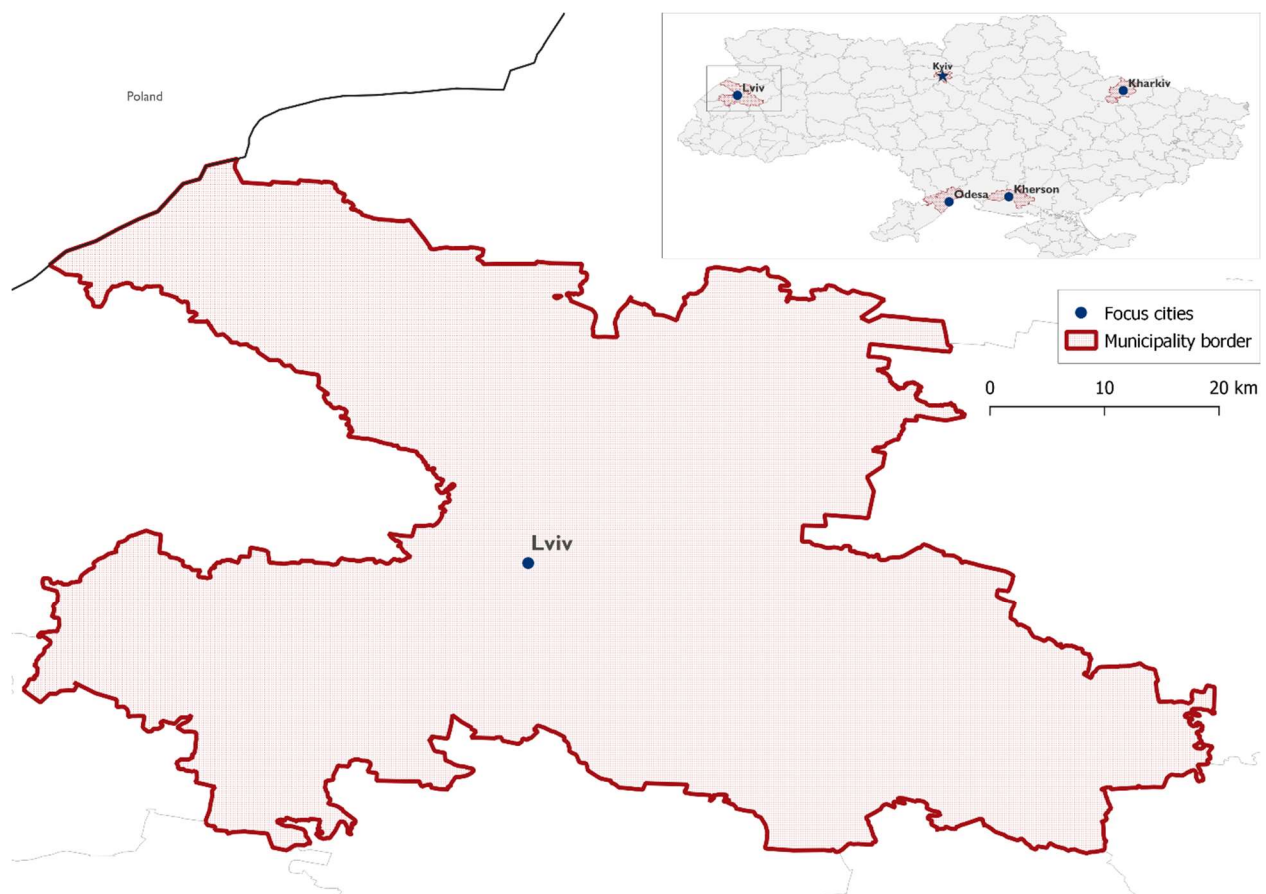 Poland
Kyiv
Lviv
Kharkiv
Odesa
Kherson
Focus cities
Municipality border
0 10 20 km
Lviv